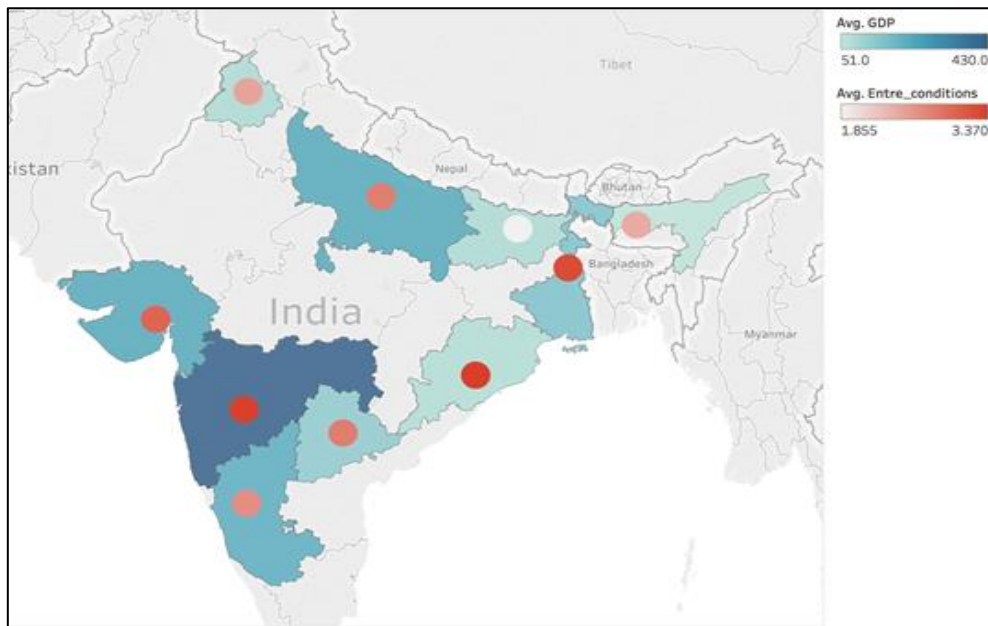 Tibet
kistan
Nepal
Bhutan
Bangladesh
India
Myanmar
Avg. GDP
51.0 430.0
Avg. Entre_conditions
1.855 3.370